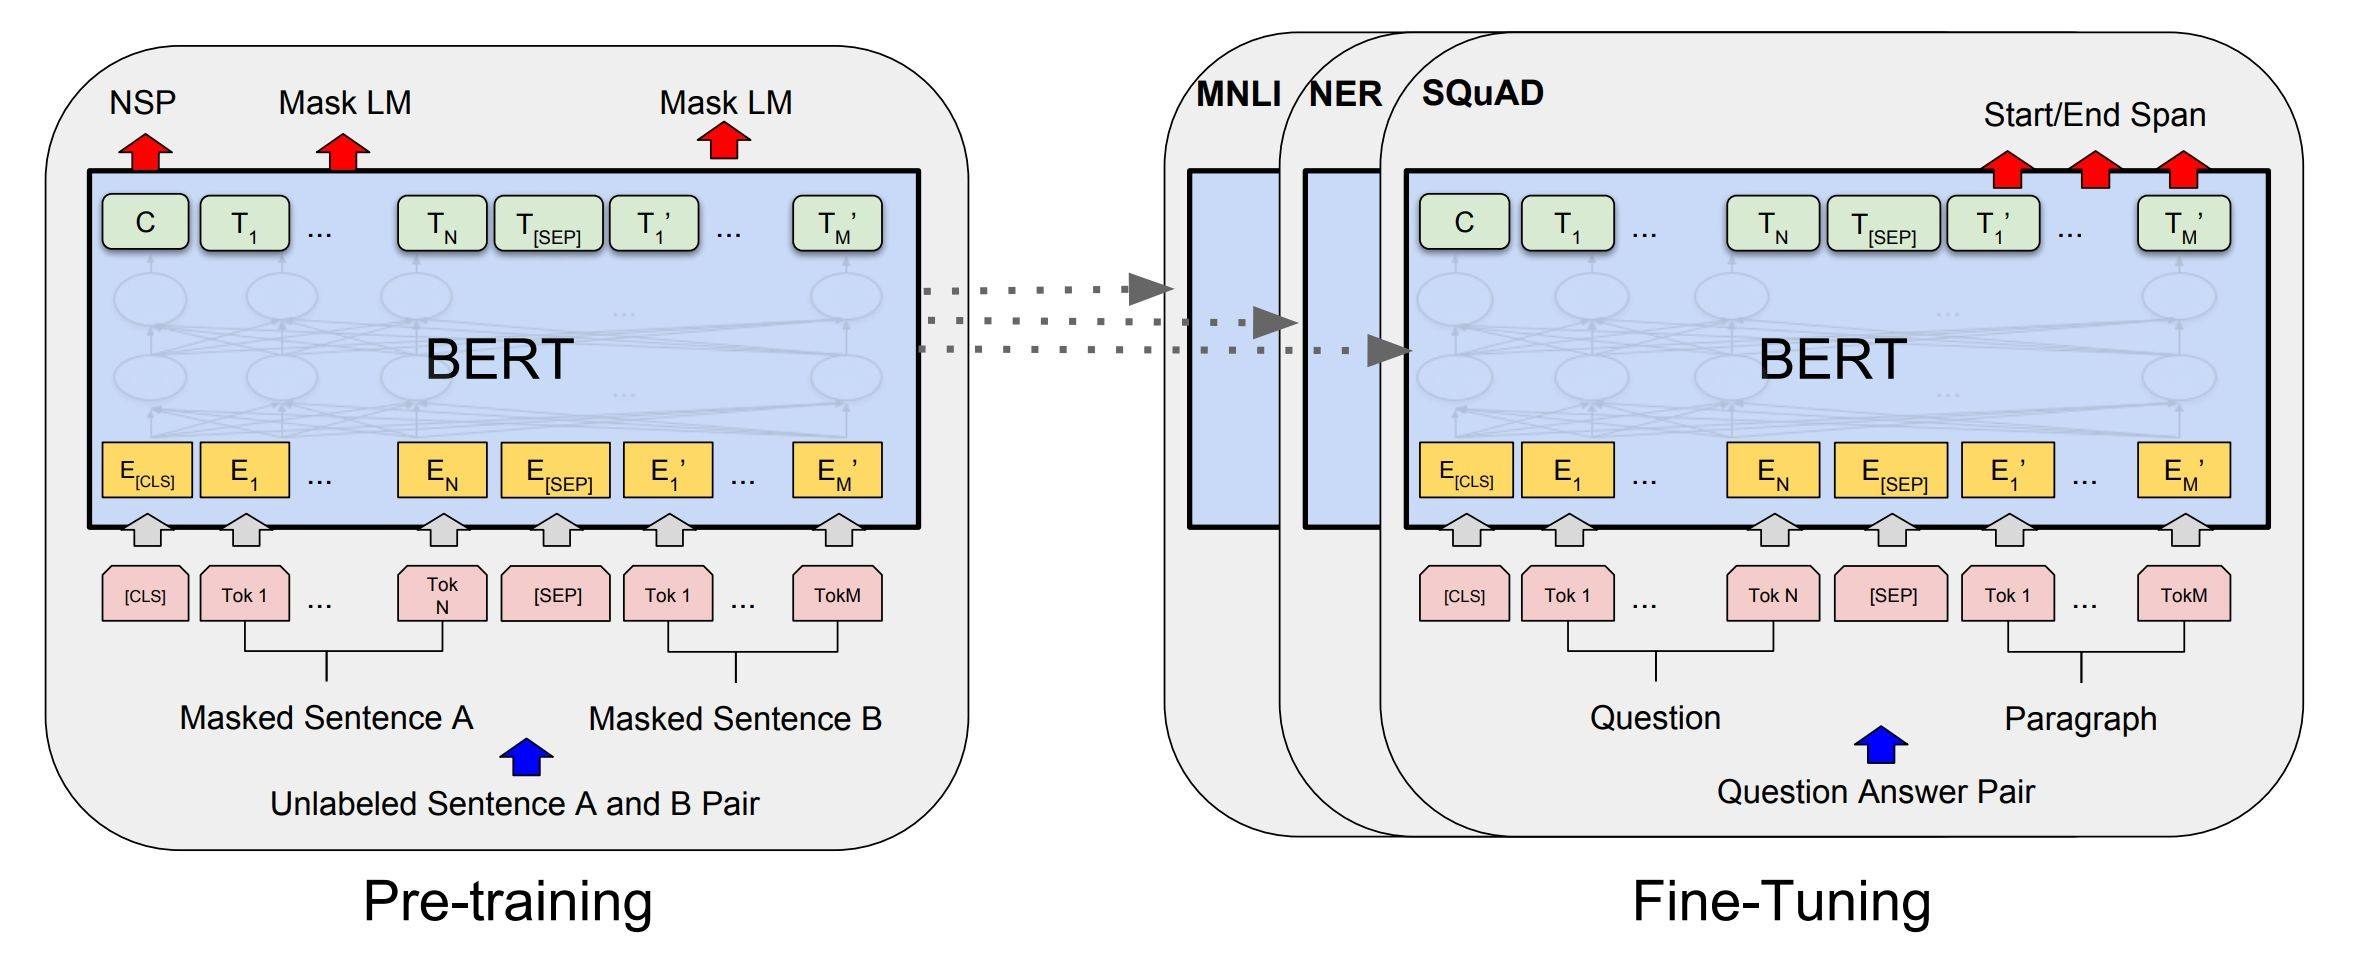 NSP Mask LM Mask LM
C T1 ... TN T[SEP] T1’ ... TM’
...
BERT
...
E[CLS] E1 ... EN E[SEP] E1’ ... EM’
[CLS] Tok 1 ... Tok N [SEP] Tok 1 ... TokM
Masked Sentence A Masked Sentence B
Unlabeled Sentence A and B Pair
Pre-training
MNLI NER SQuAD
Start/End Span
C T1 ... TN T[SEP] T1’ ... TM’
...
BERT
...
E[CLS] E1 ... EN E[SEP] E1’ ... EM’
[CLS] Tok 1 ... Tok N [SEP] Tok 1 ... TokM
Question Paragraph
Question Answer Pair
Fine-Tuning